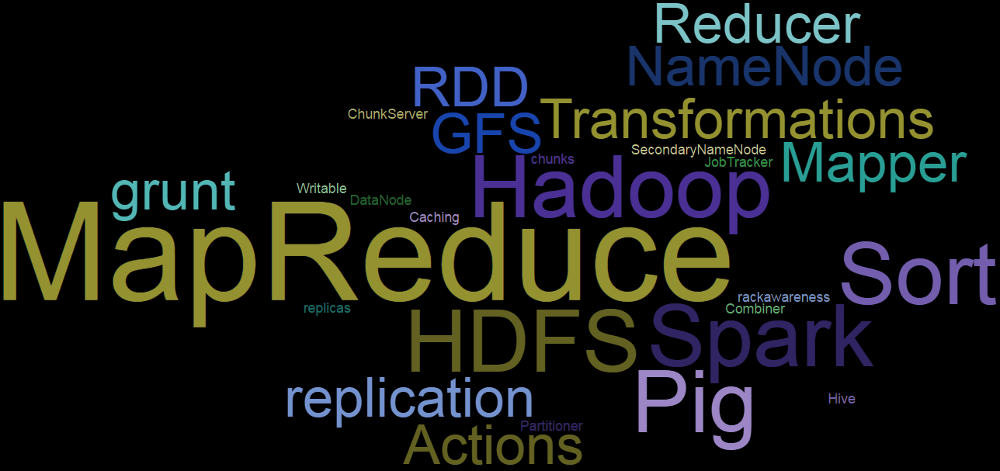 Reducer
NameNode
RDD
Transformations
ChunkServer
GFS
SecondaryNameNode
chunks
JobTracker
Mapper
grunt
Writable
DataNode
Hadoop
Caching
MapReduce
Sort
rackawareness
replicas
Combiner
HDFS
Spark
replication
Pig
Hive
Partitioner
Actions